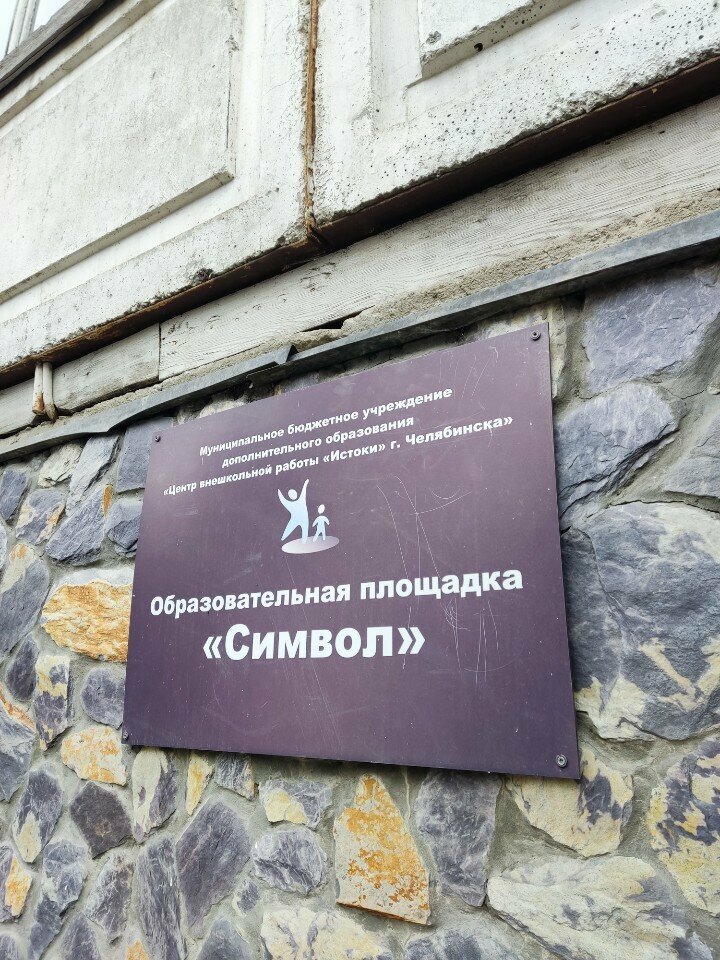 Муниципальное бюджетное учреждение
дополнительного образования
«Центр внешкольной работы «Истоки» г. Челябинска»
Образовательная площадка
«Символ»